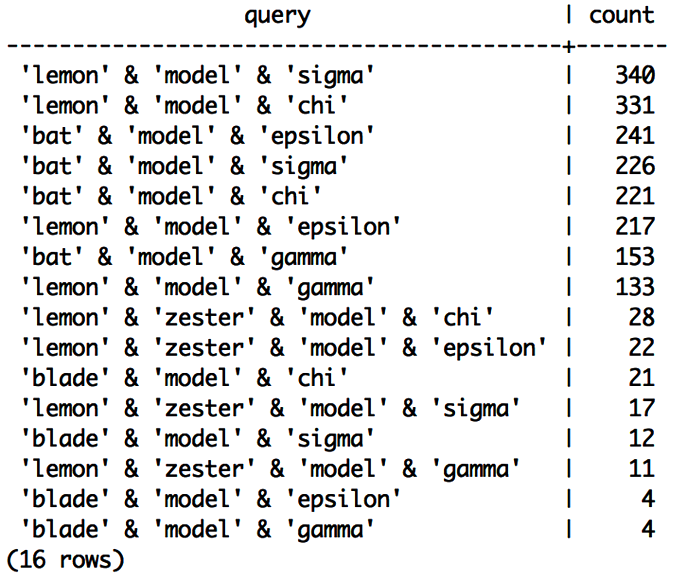 query | count
-------------------------------------------+-------
'lemon' & 'model' & 'sigma' | 340
'lemon' & 'model' & 'chi' | 331
'bat' & 'model' & 'epsilon' | 241
'bat' & 'model' & 'sigma' | 226
'bat' & 'model' & 'chi' | 221
'lemon' & 'model' & 'epsilon' | 217
'bat' & 'model' & 'gamma' | 153
'lemon' & 'model' & 'gamma' | 133
'lemon' & 'zester' & 'model' & 'chi' | 28
'lemon' & 'zester' & 'model' & 'epsilon' | 22
'blade' & 'model' & 'chi' | 21
'lemon' & 'zester' & 'model' & 'sigma' | 17
'blade' & 'model' & 'sigma' | 12
'lemon' & 'zester' & 'model' & 'gamma' | 11
'blade' & 'model' & 'epsilon' | 4
'blade' & 'model' & 'gamma' | 4
(16 rows)